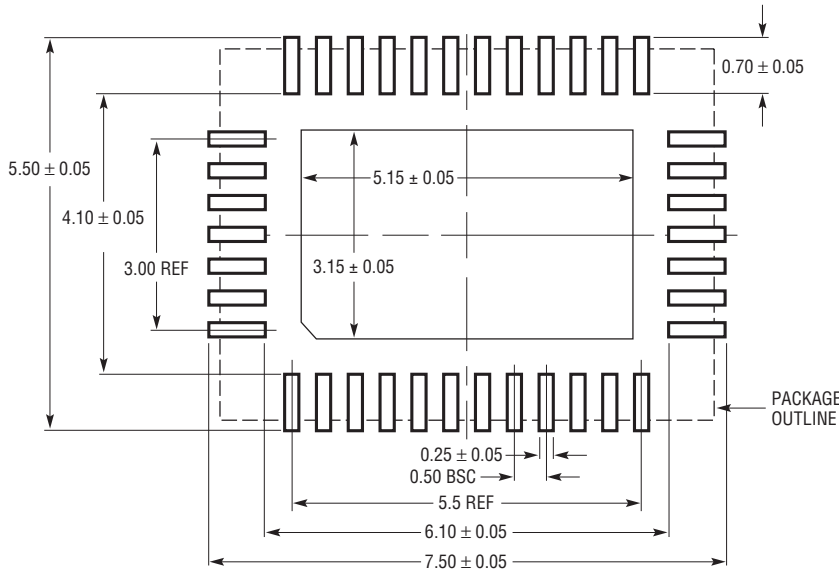 0.70 ± 0.05
5.50 ± 0.05
5.15 ± 0.05
4.10 ± 0.05
3.00 REF
3.15 ± 0.05
PACKAGE
OUTLINE
0.25 ± 0.05
0.50 BSC
5.5 REF
6.10 ± 0.05
7.50 ± 0.05